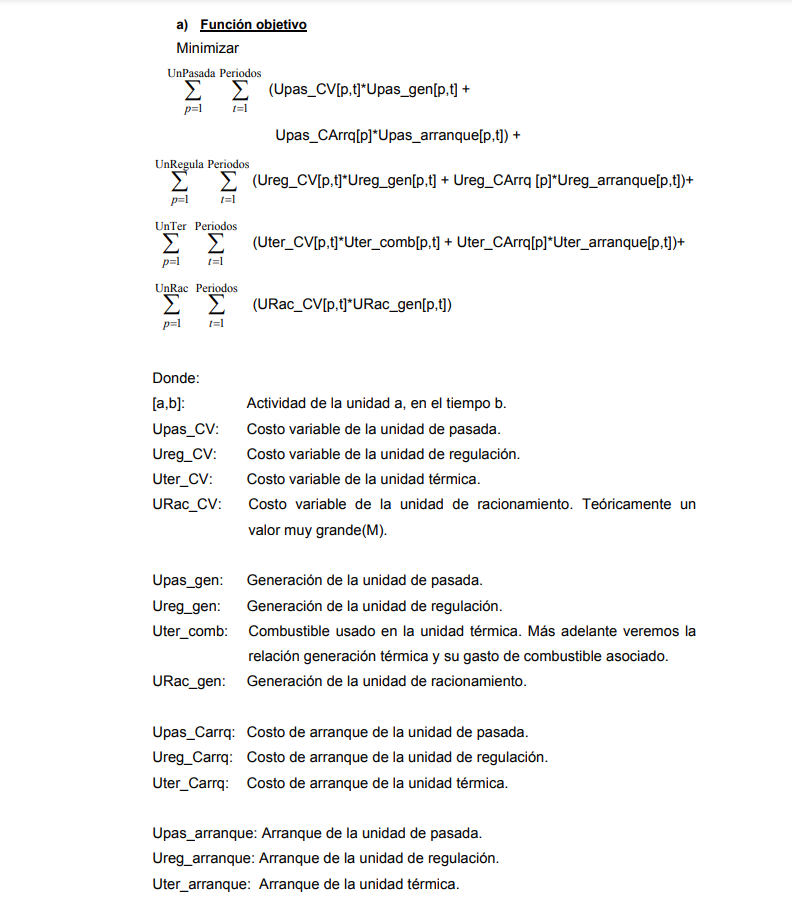 a) Función objetivo
Minimizar
UnPasada Periodos
∑ ∑ (Upas_CV[p,t]*Upas_gen[p,t] +
p=1 t=1
Upas_CArrq[p]*Upas_arranque[p,t]) +
UnRegula Periodos
∑ ∑ (Ureg_CV[p,t]*Ureg_gen[p,t] + Ureg_CArrq [p]*Ureg_arranque[p,t])+
p=1 t=1
UnTer Periodos
∑ ∑ (Uter_CV[p,t]*Uter_comb[p,t] + Uter_CArrq[p]*Uter_arranque[p,t])+
p=1 t=1
UnRac Periodos
∑ ∑ (URac_CV[p,t]*URac_gen[p,t])
p=1 t=1
Donde:
[a,b]: Actividad de la unidad a, en el tiempo b.
Upas_CV: Costo variable de la unidad de pasada.
Ureg_CV: Costo variable de la unidad de regulación.
Uter_CV: Costo variable de la unidad térmica.
URac_CV: Costo variable de la unidad de racionamiento. Teóricamente un
valor muy grande(M).
Upas_gen: Generación de la unidad de pasada.
Ureg_gen: Generación de la unidad de regulación.
Uter_comb: Combustible usado en la unidad térmica. Más adelante veremos la
relación generación térmica y su gasto de combustible asociado.
URac_gen: Generación de la unidad de racionamiento.
Upas_Carrq: Costo de arranque de la unidad de pasada.
Ureg_Carrq: Costo de arranque de la unidad de regulación.
Uter_Carrq: Costo de arranque de la unidad térmica.
Upas_arranque: Arranque de la unidad de pasada.
Ureg_arranque: Arranque de la unidad de regulación.
Uter_arranque: Arranque de la unidad térmica.